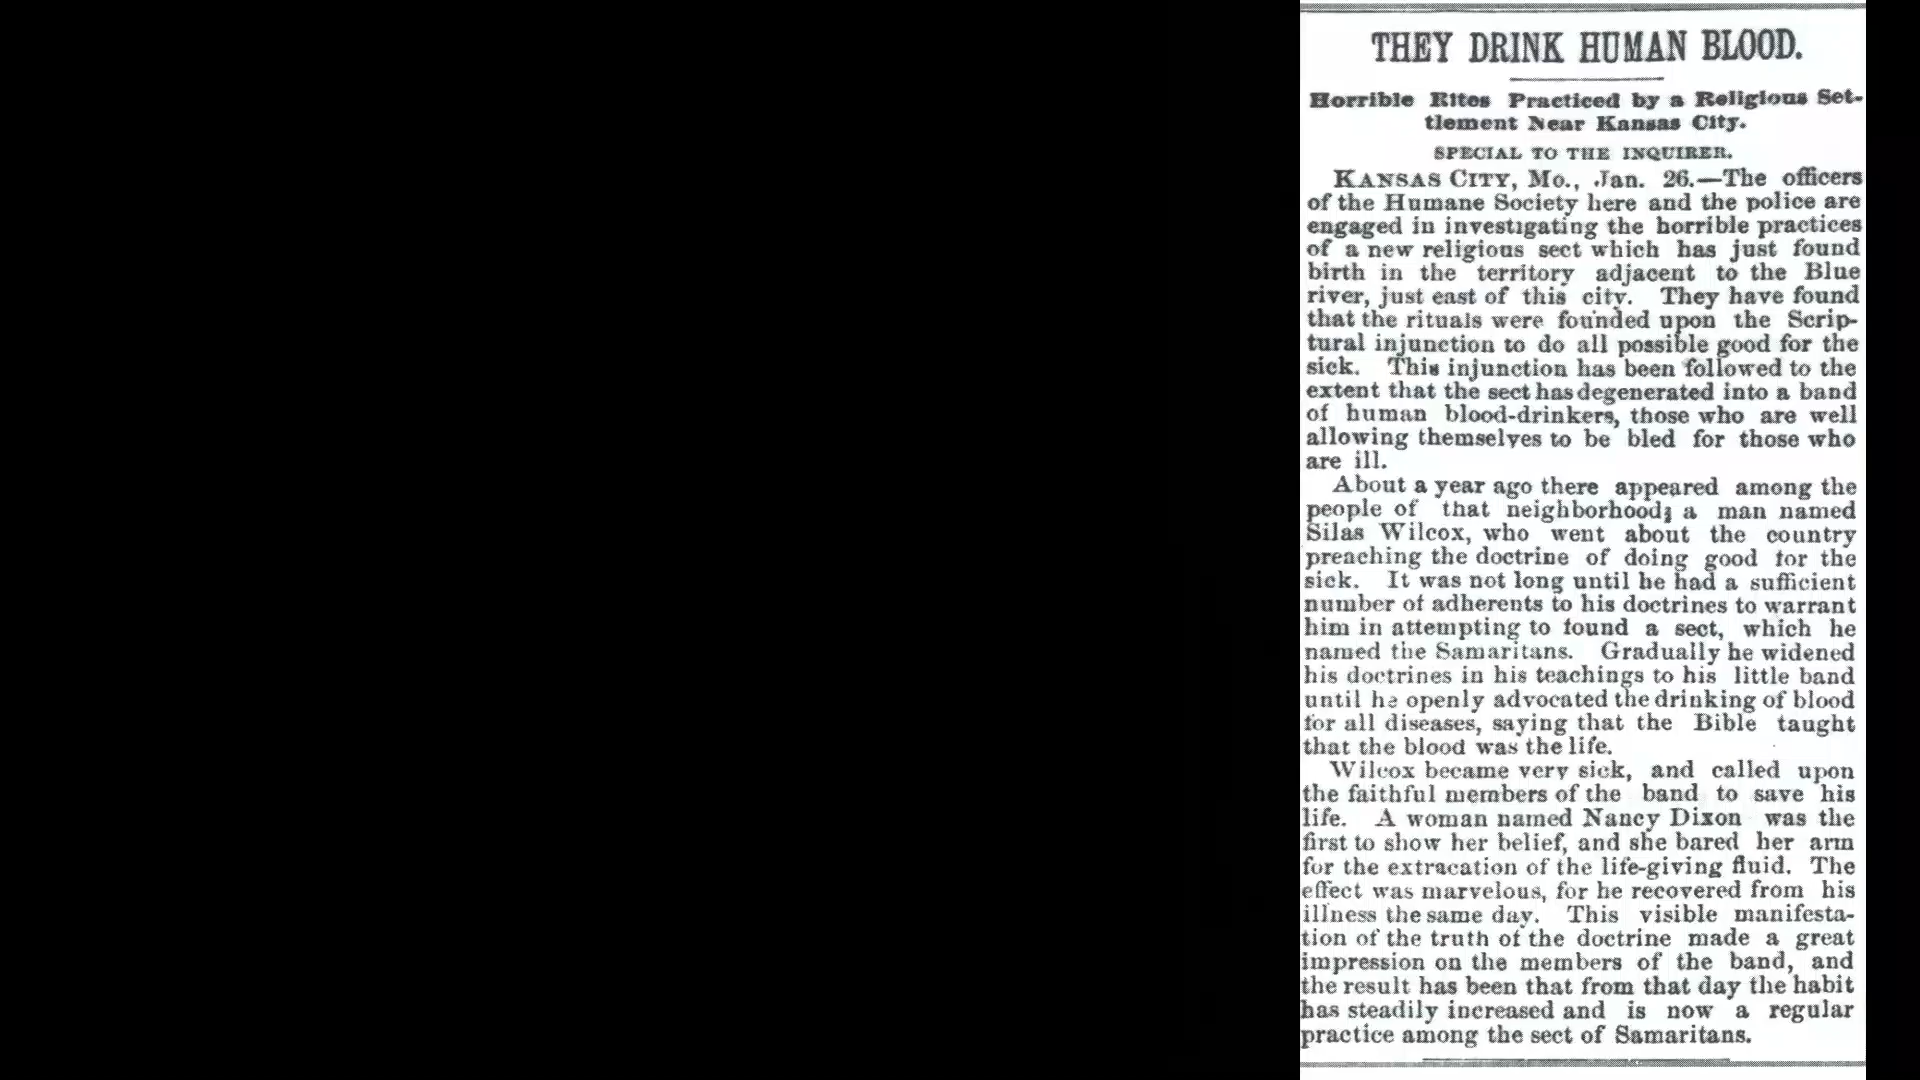 THEY DRINK HUMAN BLOOD.
Horrible Rites Practiced by a Religious Set-
tlement Near Kansas City.
SPECIAL TO THE INQUIRER.
KANSAS CITY, Mo., Jan. 26.—The officers
of the Humane Society here and the police are
engaged in investigating the horrible practices
of a new religious sect which has just found
birth in the territory adjacent to the Blue
river, just east of this city. They have found
that the rituals were founded upon the Scrip-
tural injunction to do all possible good for the
sick. This injunction has been followed to the
extent that the sect has degenerated into a band
of human blood-drinkers, those who are well
allowing themselves to be bled for those who
are ill.
About a year ago there appeared among the
people of that neighborhood; a man named
Silas Wilcox, who went about the country
preaching the doctrine of doing good for the
sick. It was not long until he had a sufficient
number of adherents to his doctrines to warrant
him in attempting to found a sect, which he
named the Samaritans. Gradually he widened
his doctrines in his teachings to his little band
until he openly advocated the drinking of blood
for all diseases, saying that the Bible taught
that the blood was the life.
Wilcox became very sick, and called upon
the faithful members of the band to save his
life. A woman named Nancy Dixon was the
first to show her belief, and she bared her arm
for the extracation of the life-giving fluid. The
effect was marvelous, for he recovered from his
illness the same day. This visible manifesta-
tion of the truth of the doctrine made a great
impression on the members of the band, and
the result has been that from that day the habit
has steadily increased and is now a regular
practice among the sect of Samaritans.